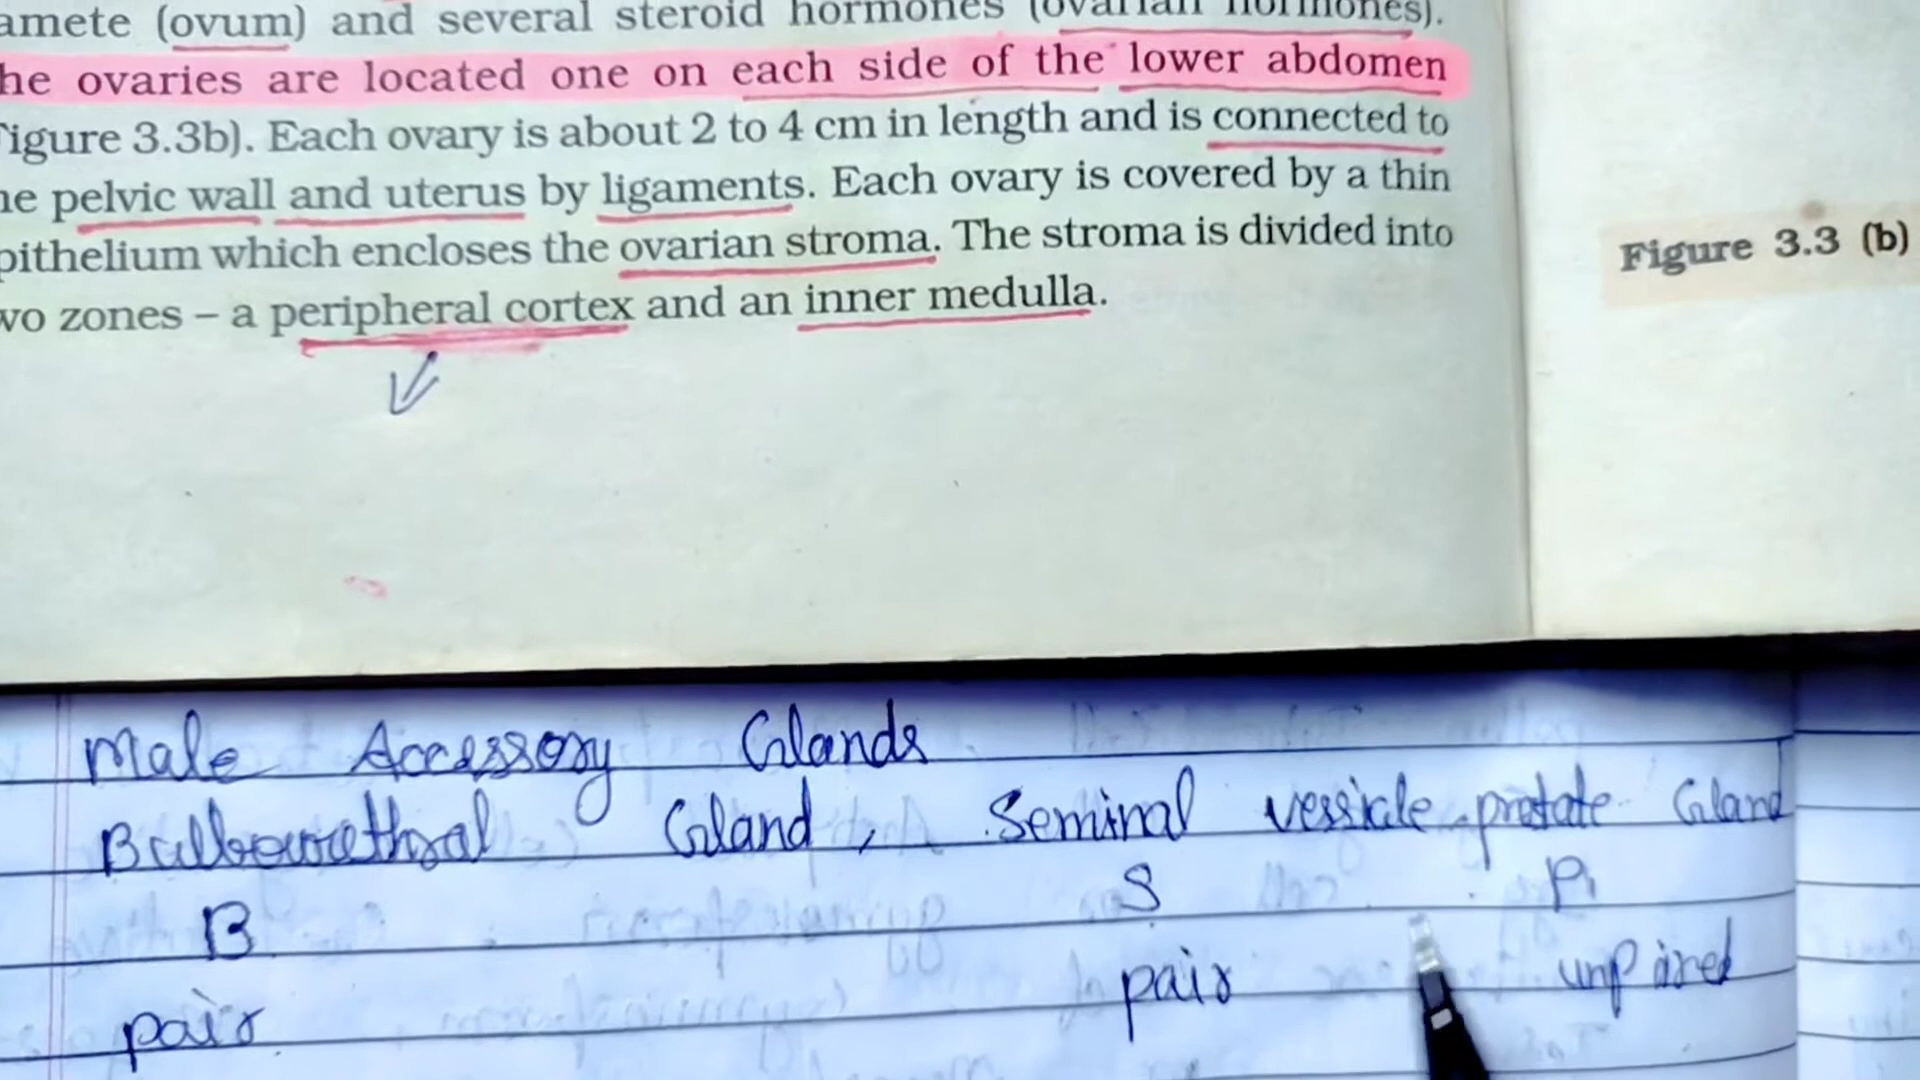 amete (ovum) and several steroid hormones (ovarian hormones).
he ovaries are located one on each side of the lower abdomen
igure 3.3b). Each ovary is about 2 to 4 cm in length and is connected to
he pelvic wall and uterus by ligaments. Each ovary is covered by a thin
pithelium which encloses the ovarian stroma. The stroma is divided into
wo zones – a peripheral cortex and an inner medulla.
Figure 3.3 (b)
Male Accessory Glands
Bulbourethral Gland, Seminal vessicle protate Gland
B S P
pair pair unpaired